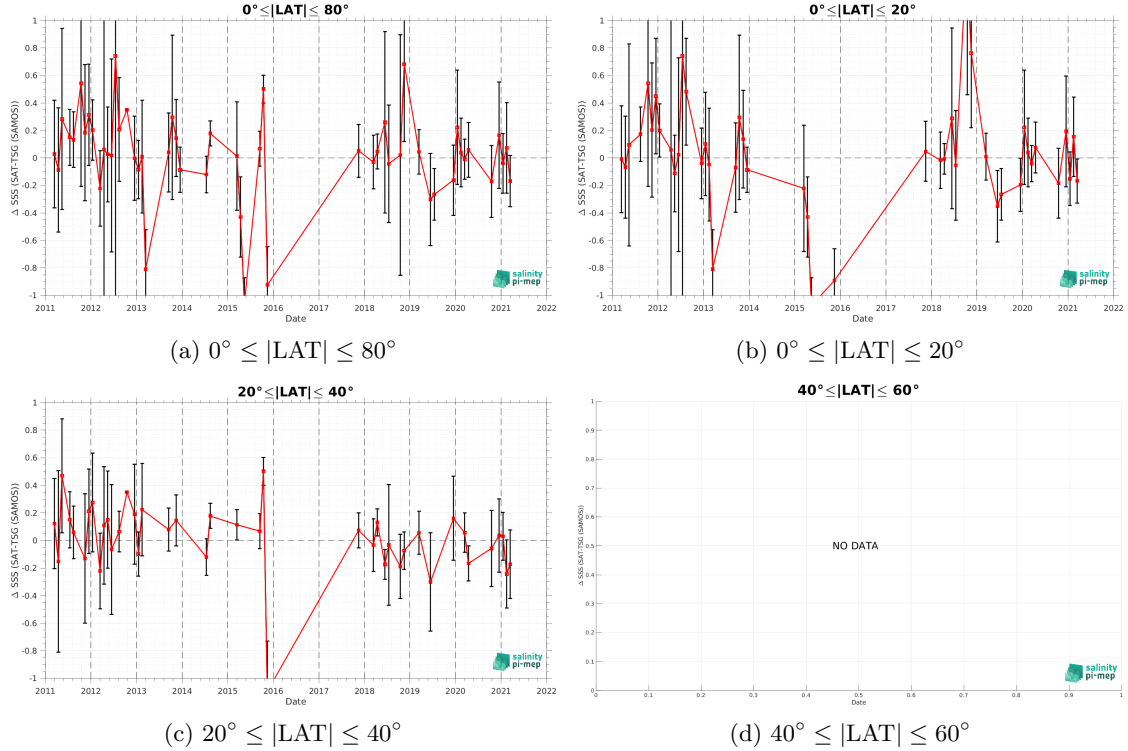 0°≤|LAT|≤ 80°
Δ SSS (SAT-TSG (SAMOS))
1
0.8
0.6
0.4
0.2
0
-0.2
-0.4
-0.6
-0.8
-1
2011 2012 2013 2014 2015 2016 2017 2018 2019 2020 2021 2022
Date
salinity
pi-mep
(a) 0° ≤ |LAT| ≤ 80°
0°≤|LAT|≤ 20°
Δ SSS (SAT-TSG (SAMOS))
1
0.8
0.6
0.4
0.2
0
-0.2
-0.4
-0.6
-0.8
-1
2011 2012 2013 2014 2015 2016 2017 2018 2019 2020 2021 2022
Date
salinity
pi-mep
(b) 0° ≤ |LAT| ≤ 20°
20°≤|LAT|≤ 40°
Δ SSS (SAT-TSG (SAMOS))
1
0.8
0.6
0.4
0.2
0
-0.2
-0.4
-0.6
-0.8
-1
2011 2012 2013 2014 2015 2016 2017 2018 2019 2020 2021 2022
Date
salinity
pi-mep
(c) 20° ≤ |LAT| ≤ 40°
40°≤|LAT|≤ 60°
Δ SSS (SAT-TSG (SAMOS))
1
0.9
0.8
0.7
0.6
0.5
0.4
0.3
0.2
0.1
0
NO DATA
0 0.1 0.2 0.3 0.4 0.5 0.6 0.7 0.8 0.9 1
Date
salinity
pi-mep
(d) 40° ≤ |LAT| ≤ 60°